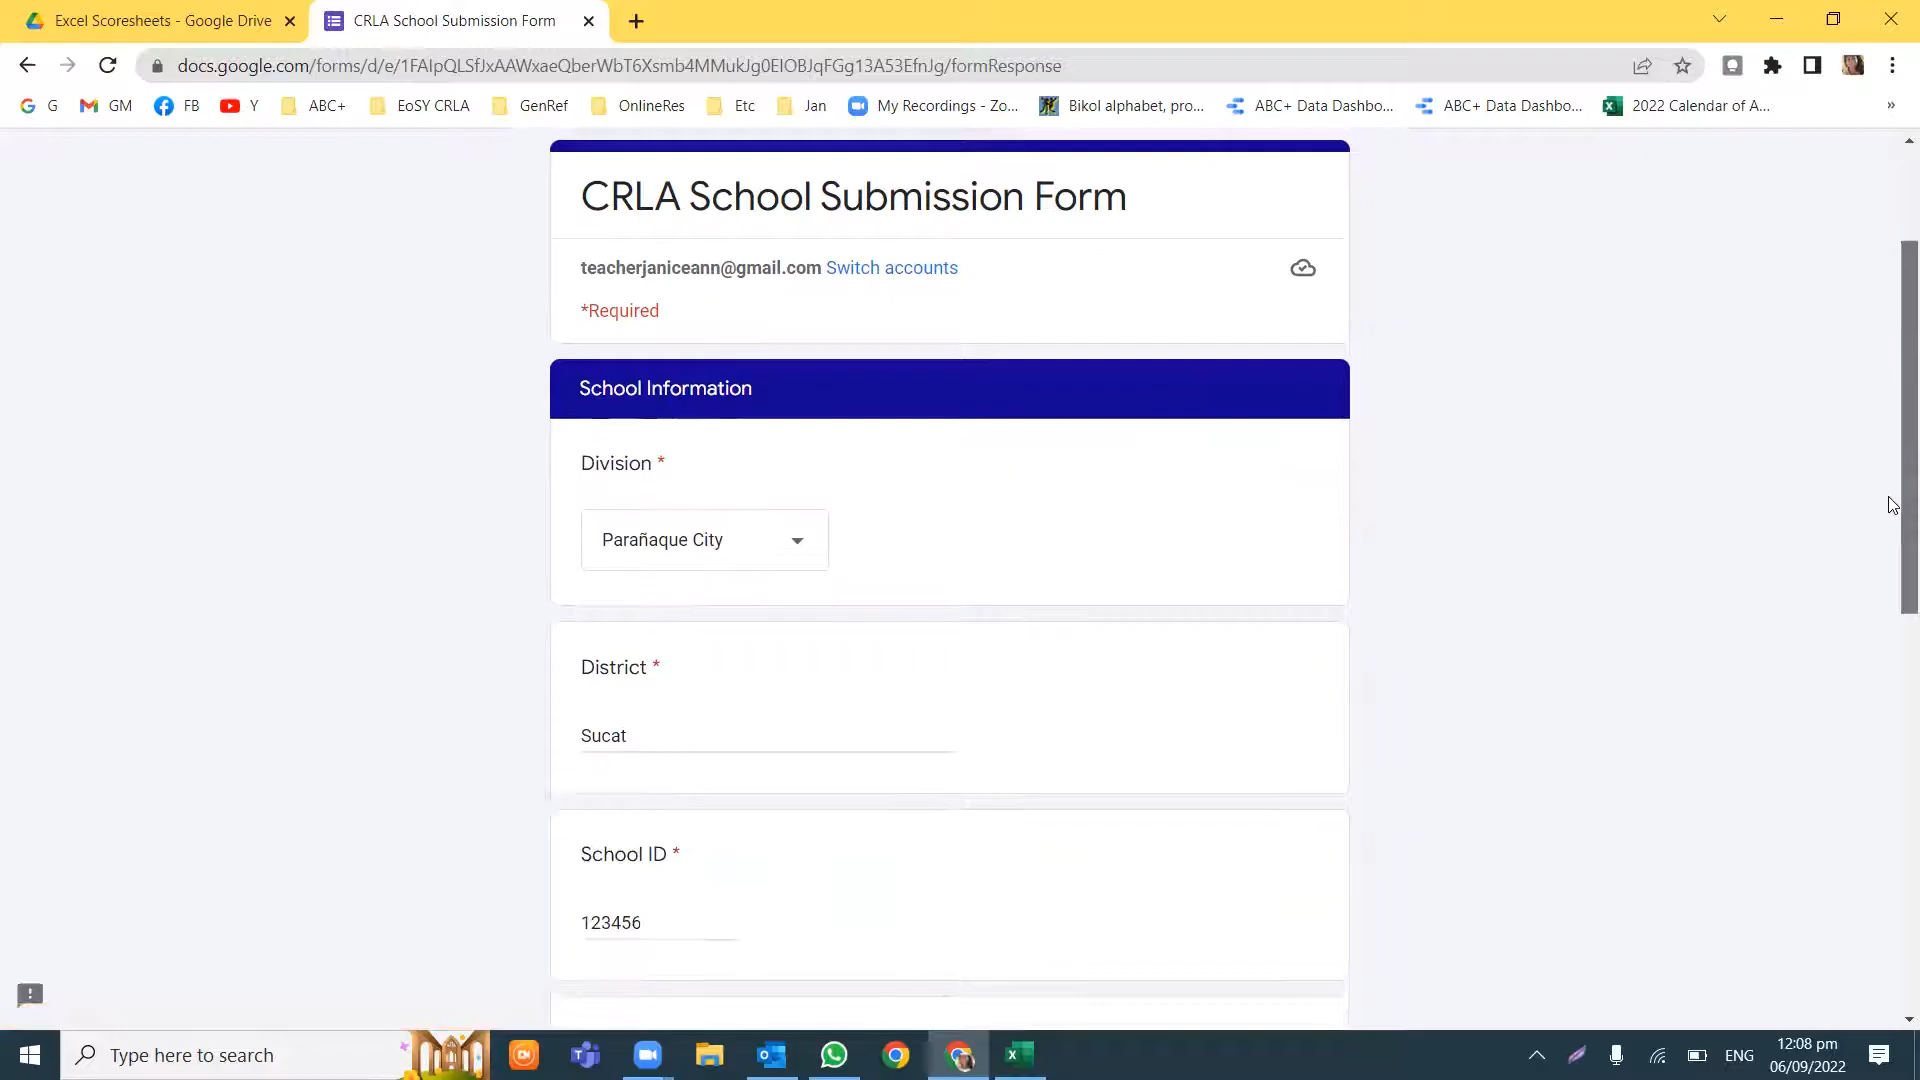 Excel Scoresheets - Google Drive
CRLA School Submission Form
docs.google.com/forms/d/e/1FAIpQLSfJxAAWxaeQberWbT6Xsmb4MMukJg0EIOBJqFGg13A53EfnJg/formResponse
G GM FB Y ABC+ EoSY CRLA GenRef OnlineRes Etc Jan My Recordings - Zo... Bikol alphabet, pro... ABC+ Data Dashbo... ABC+ Data Dashbo... 2022 Calendar of A... »
CRLA School Submission Form
teacherjaniceann@gmail.com Switch accounts
*Required
School Information
Division *
Parañaque City
District *
Sucat
School ID *
123456
Type here to search
ENG
12:08 pm
06/09/2022